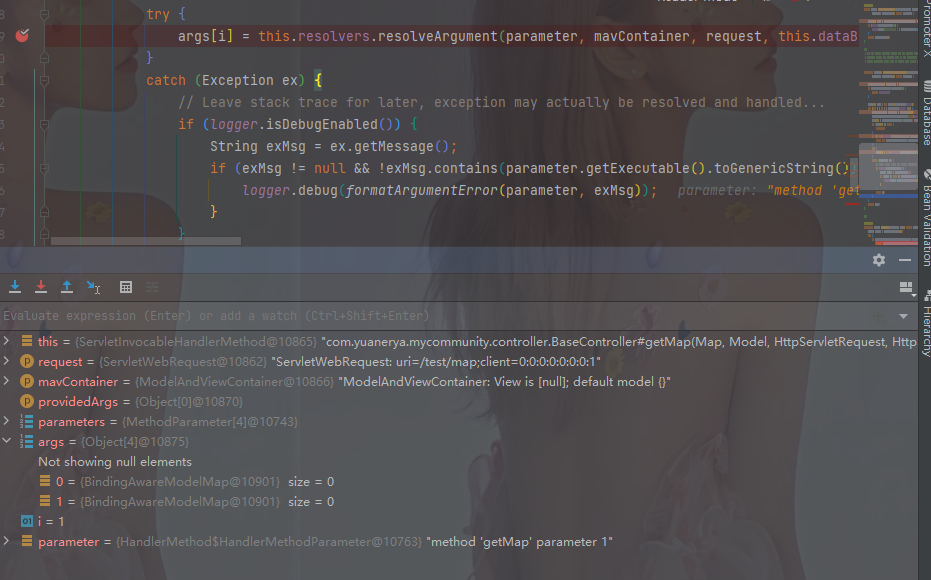 try {
args[i] = this.resolvers.resolveArgument(parameter, mavContainer, request, this.dataB
}
catch (Exception ex) {
// Leave stack trace for later, exception may actually be resolved and handled...
if (logger.isDebugEnabled()) {
String exMsg = ex.getMessage();
if (exMsg != null && !exMsg.contains(parameter.getExecutable().toGenericString()
logger.debug(formatArgumentError(parameter, exMsg)); parameter: "method 'get
}
}
Evaluate expression (Enter) or add a watch (Ctrl+Shift+Enter)
this = {ServletInvocableHandlerMethod@10865} "com.yuanerya.mycommunity.controller.BaseController#getMap(Map, Model, HttpServletRequest, Http
request = {ServletWebRequest@10862} "ServletWebRequest: uri=/test/map;client=0:0:0:0:0:0:0:1"
mavContainer = {ModelAndViewContainer@10866} "ModelAndViewContainer: View is [null]; default model {}"
providedArgs = {Object[0]@10870}
parameters = {MethodParameter[4]@10743}
args = {Object[4]@10875}
Not showing null elements
0 = {BindingAwareModelMap@10901} size = 0
1 = {BindingAwareModelMap@10901} size = 0
i = 1
parameter = {HandlerMethod$HandlerMethodParameter@10763} "method 'getMap' parameter 1"
Promoter X
Database
Bean Validation
Hierarchy